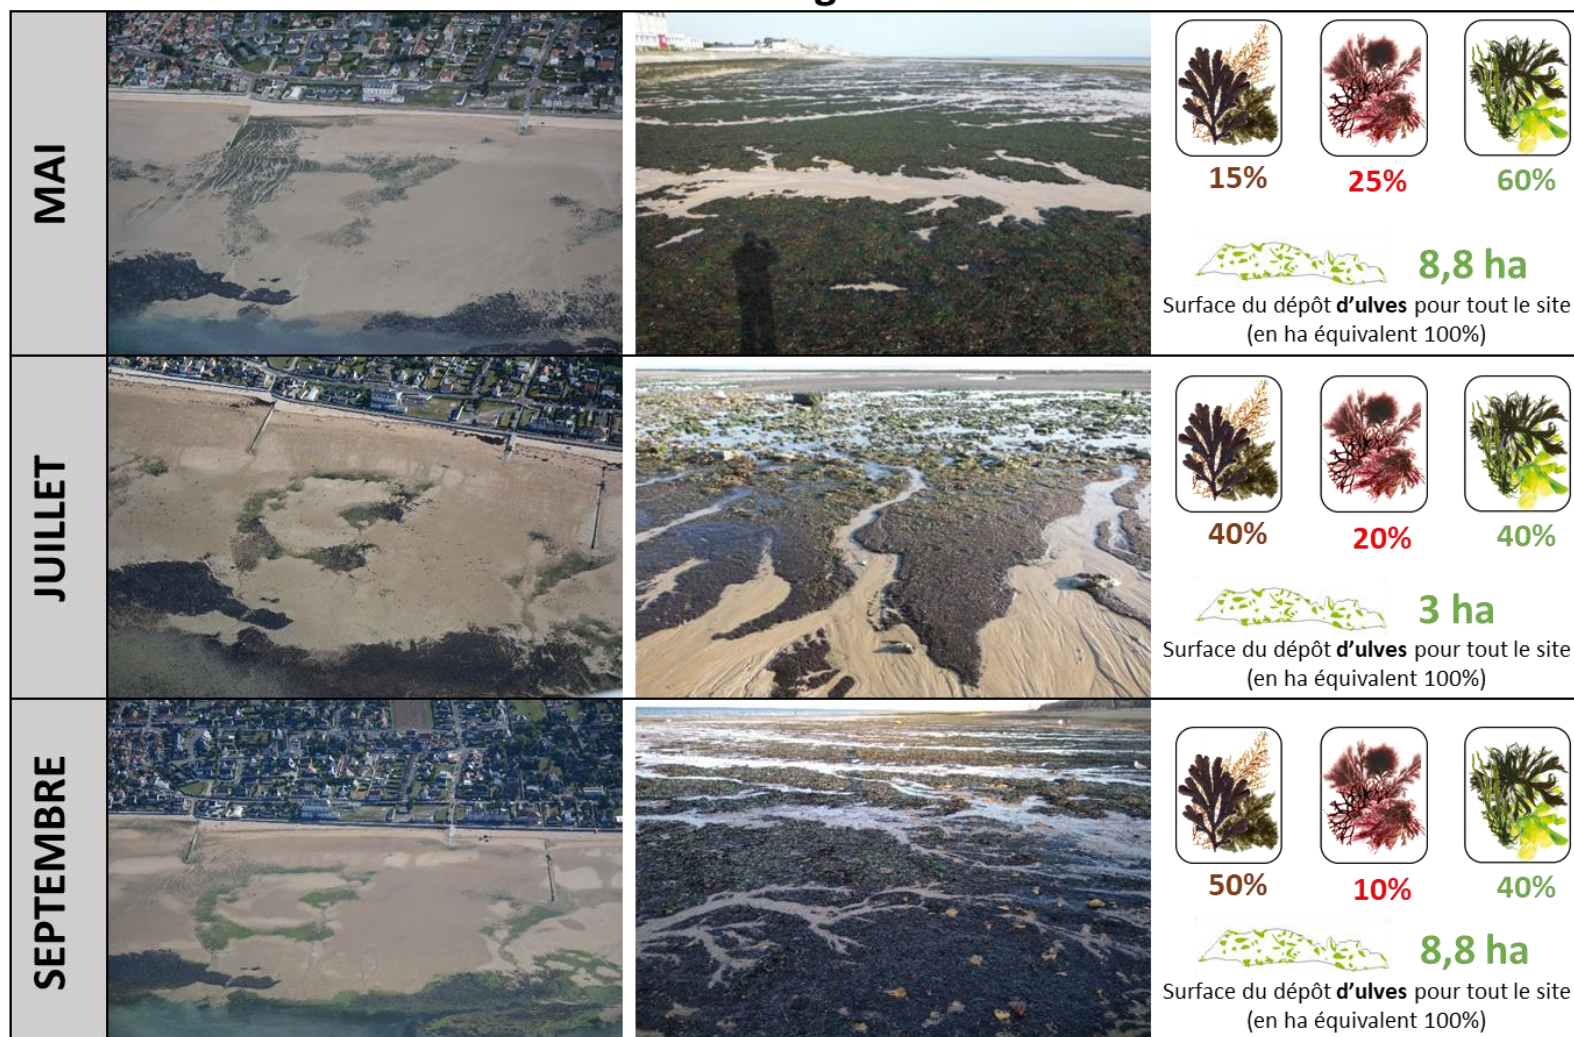 MAI
15% 25% 60%
8,8 ha
Surface du dépôt d'ulves pour tout le site
(en ha équivalent 100%)
JUILLET
40% 20% 40%
3 ha
Surface du dépôt d'ulves pour tout le site
(en ha équivalent 100%)
SEPTEMBRE
50% 10% 40%
8,8 ha
Surface du dépôt d'ulves pour tout le site
(en ha équivalent 100%)